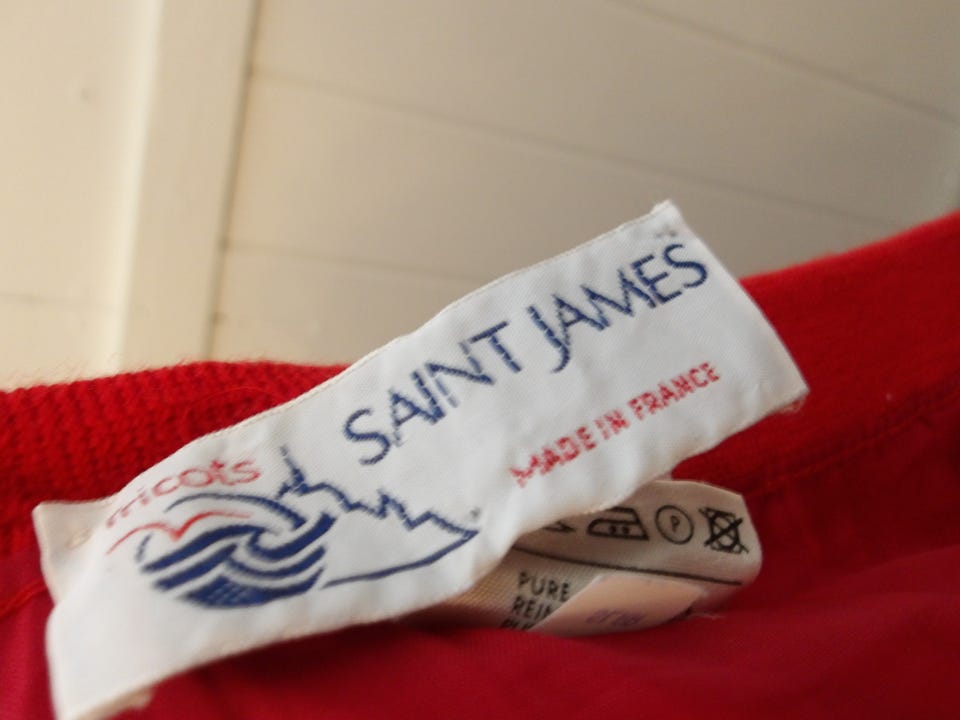 SAINT JAMES
MADE IN FRANCE
Tricots
P
PURE